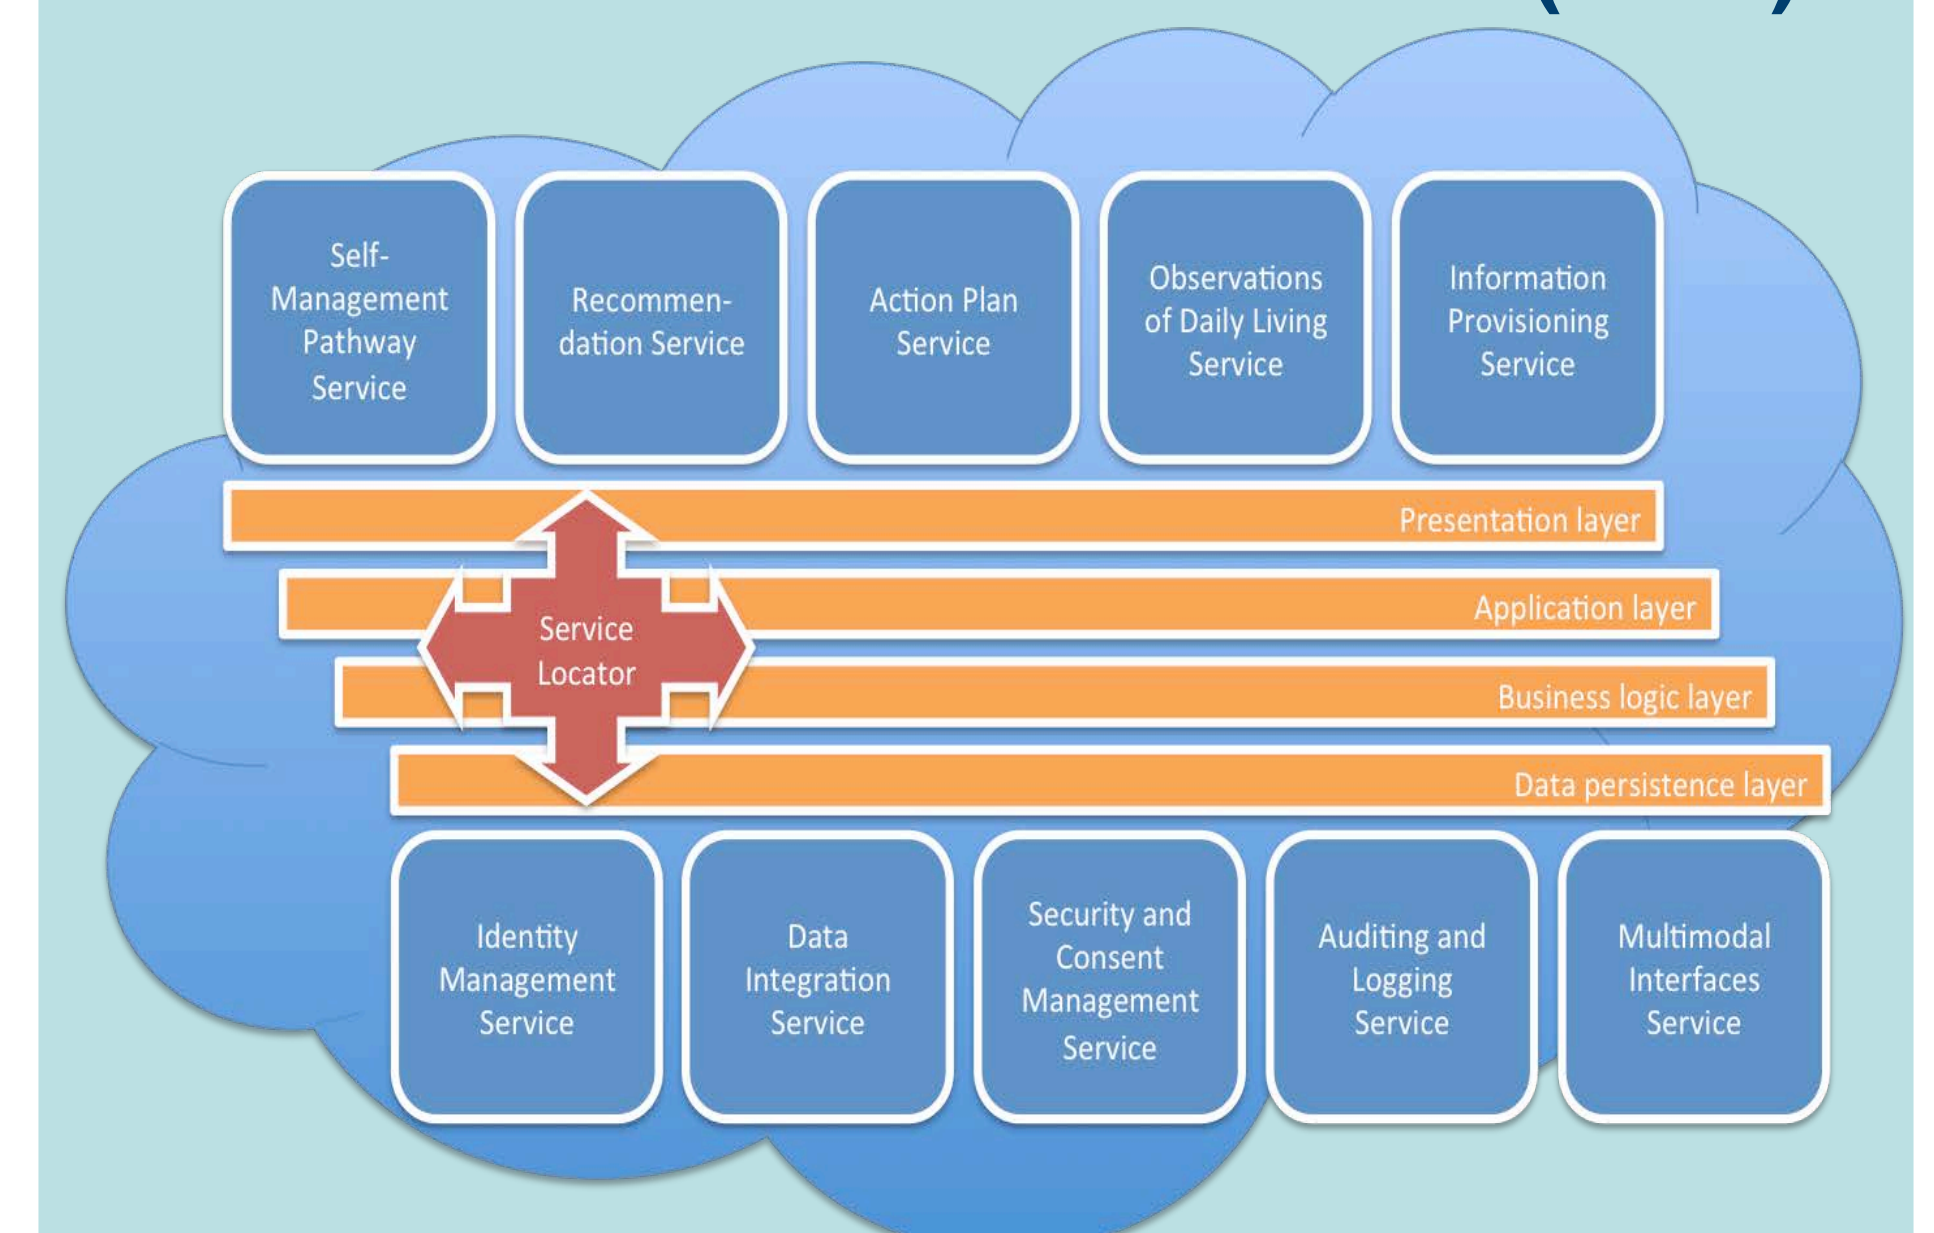 Self-
Management
Pathway
Service
Recommen-
dation Service
Action Plan
Service
Observations
of Daily Living
Service
Information
Provisioning
Service
Presentation layer
Application layer
Service
Locator
Business logic layer
Data persistence layer
Identity
Management
Service
Data
Integration
Service
Security and
Consent
Management
Service
Auditing and
Logging
Service
Multimodal
Interfaces
Service